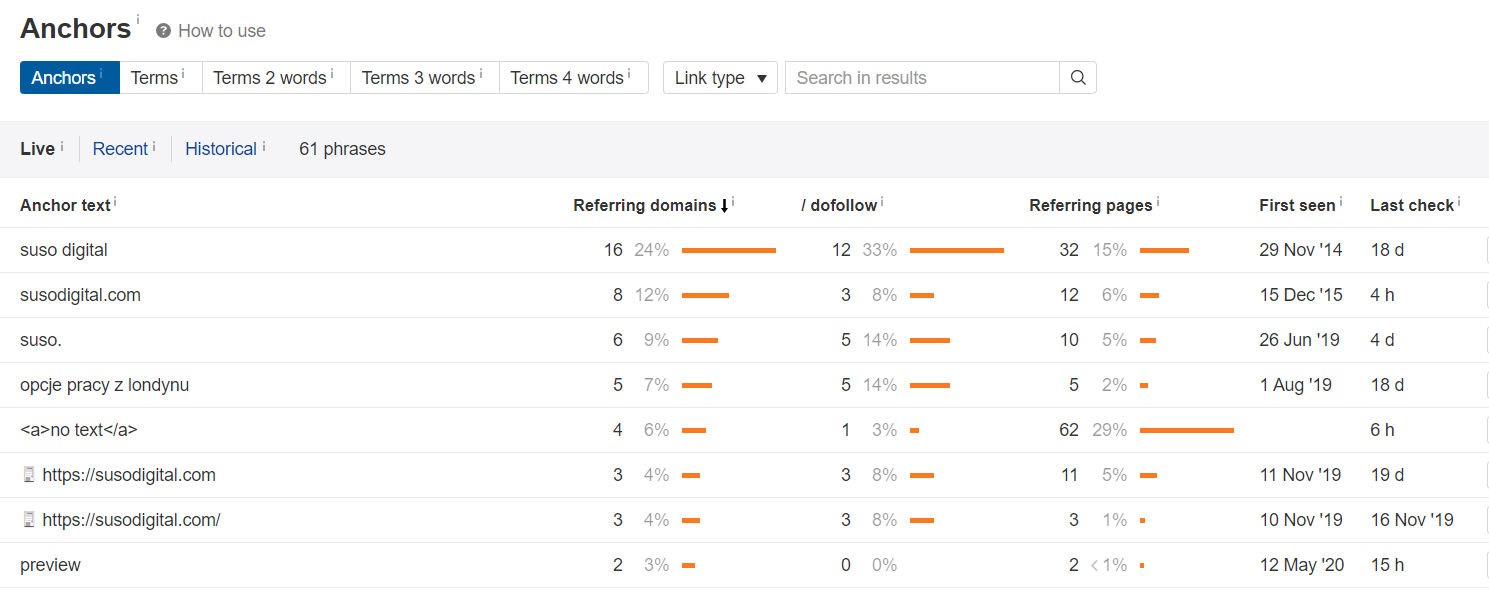 Anchors i ? How to use
Anchors i Terms i Terms 2 words i Terms 3 words i Terms 4 words i Link type ▼ Search in results
Live i Recent i Historical i 61 phrases
Anchor text i Referring domains ↓ i / dofollow i Referring pages i First seen i Last check i
suso digital 16 24% 12 33% 32 15% 29 Nov '14 18 d
susodigital.com 8 12% 3 8% 12 6% 15 Dec '15 4 h
suso. 6 9% 5 14% 10 5% 26 Jun '19 4 d
opcje pracy z londynu 5 7% 5 14% 5 2% 1 Aug '19 18 d
<a>no text</a> 4 6% 1 3% 62 29% 6 h
https://susodigital.com 3 4% 3 8% 11 5% 11 Nov '19 19 d
https://susodigital.com/ 3 4% 3 8% 3 1% 10 Nov '19 16 Nov '19
preview 2 3% 0 0% 2 <1% 12 May '20 15 h